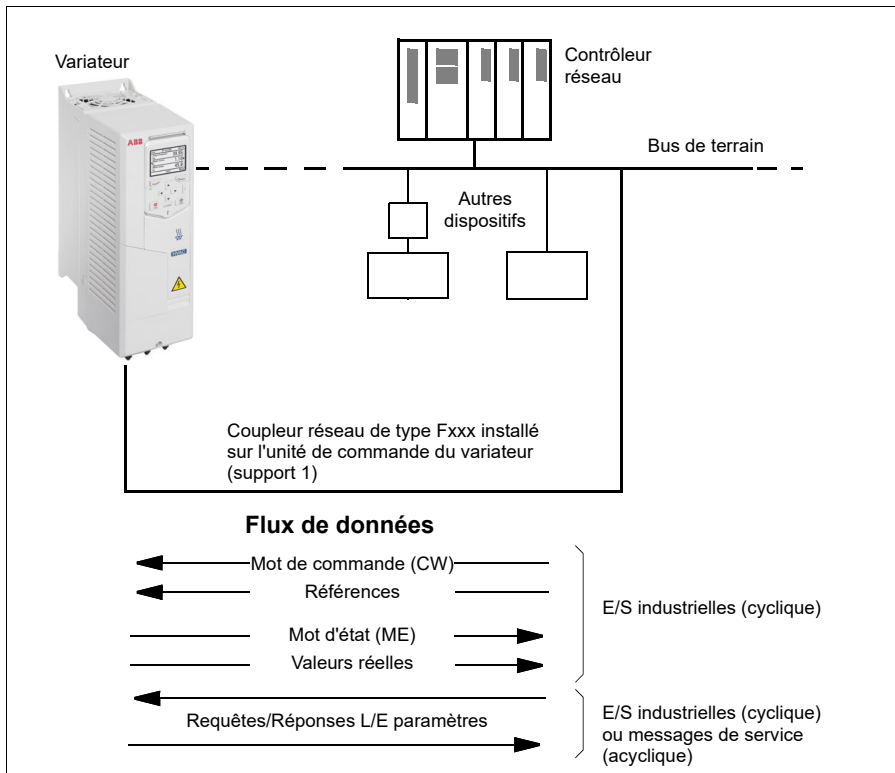 Variateur
Contrôleur
réseau
ABB
Bus de terrain
Autres
dispositifs
HVAC
Coupleur réseau de type Fxxx installé
sur l'unité de commande du variateur
(support 1)
Flux de données
Mot de commande (CW)
Références
E/S industrielles (cyclique)
Mot d'état (ME)
Valeurs réelles
Requêtes/Réponses L/E paramètres
E/S industrielles (cyclique)
ou messages de service
(acyclique)